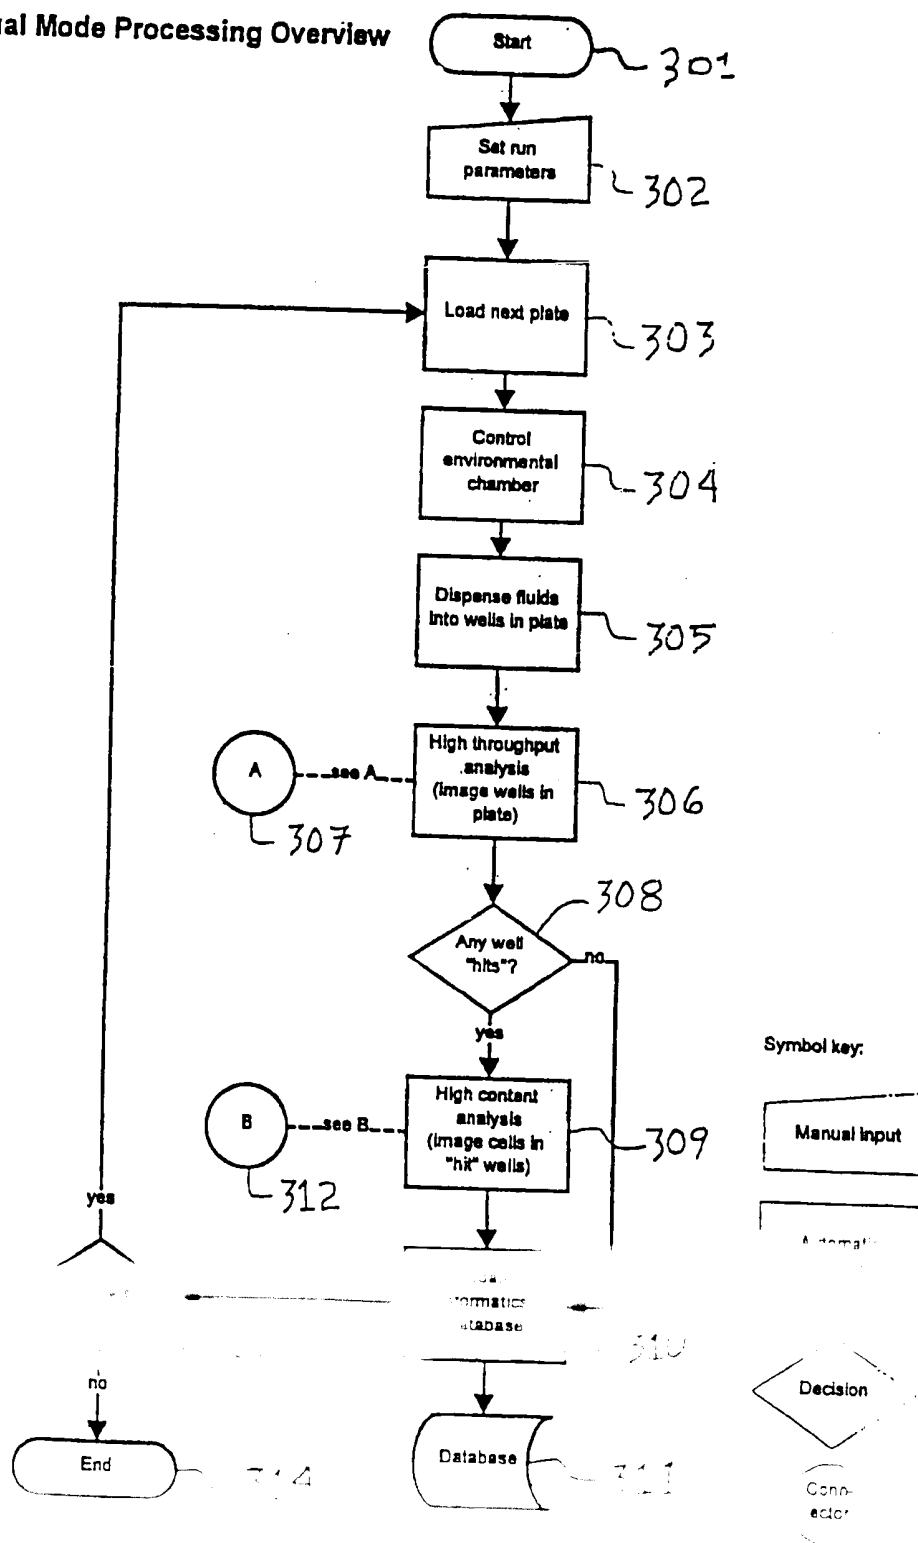 Mode Processing Overview
Start
301
Set run
parameters
302
Load next plate
303
Control
environmental
chamber
304
Dispense fluids
into wells in plate
305
High throughput
analysis
(image wells in
plate)
306
A
see A
307
308
Any well
"hits"?
no
yes
High content
analysis
(image cells in
"hit" wells)
309
B
see B
312
yes
310
no
End
314
Database
311
Symbol key:
Manual input
Decision